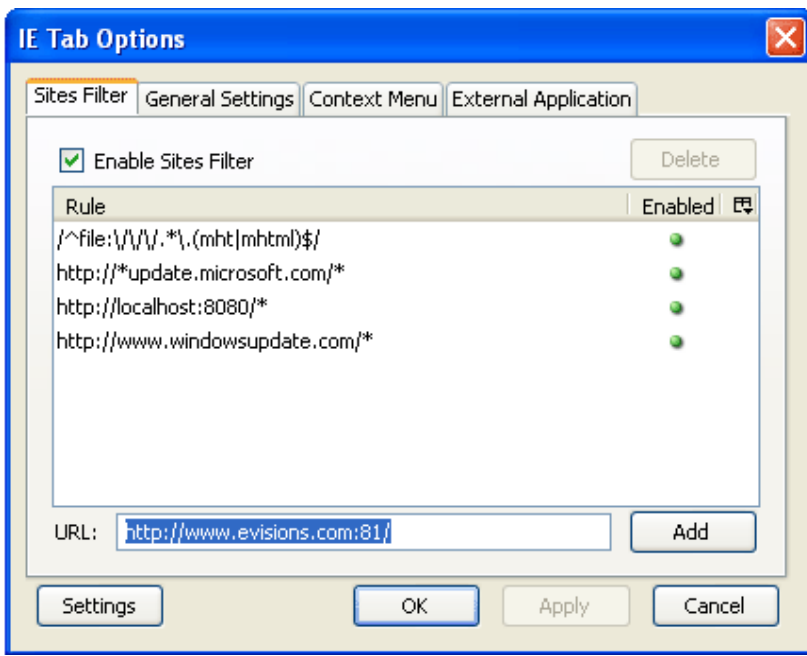 IE Tab Options
Sites Filter General Settings Context Menu External Application
Enable Sites Filter Delete
Rule Enabled
/^file:\/\/\/.*\.(mht|mhtml)$/
http://*update.microsoft.com/*
http://localhost:8080/*
http://www.windowsupdate.com/*
URL: http://www.evisions.com:81/ Add
Settings OK Apply Cancel